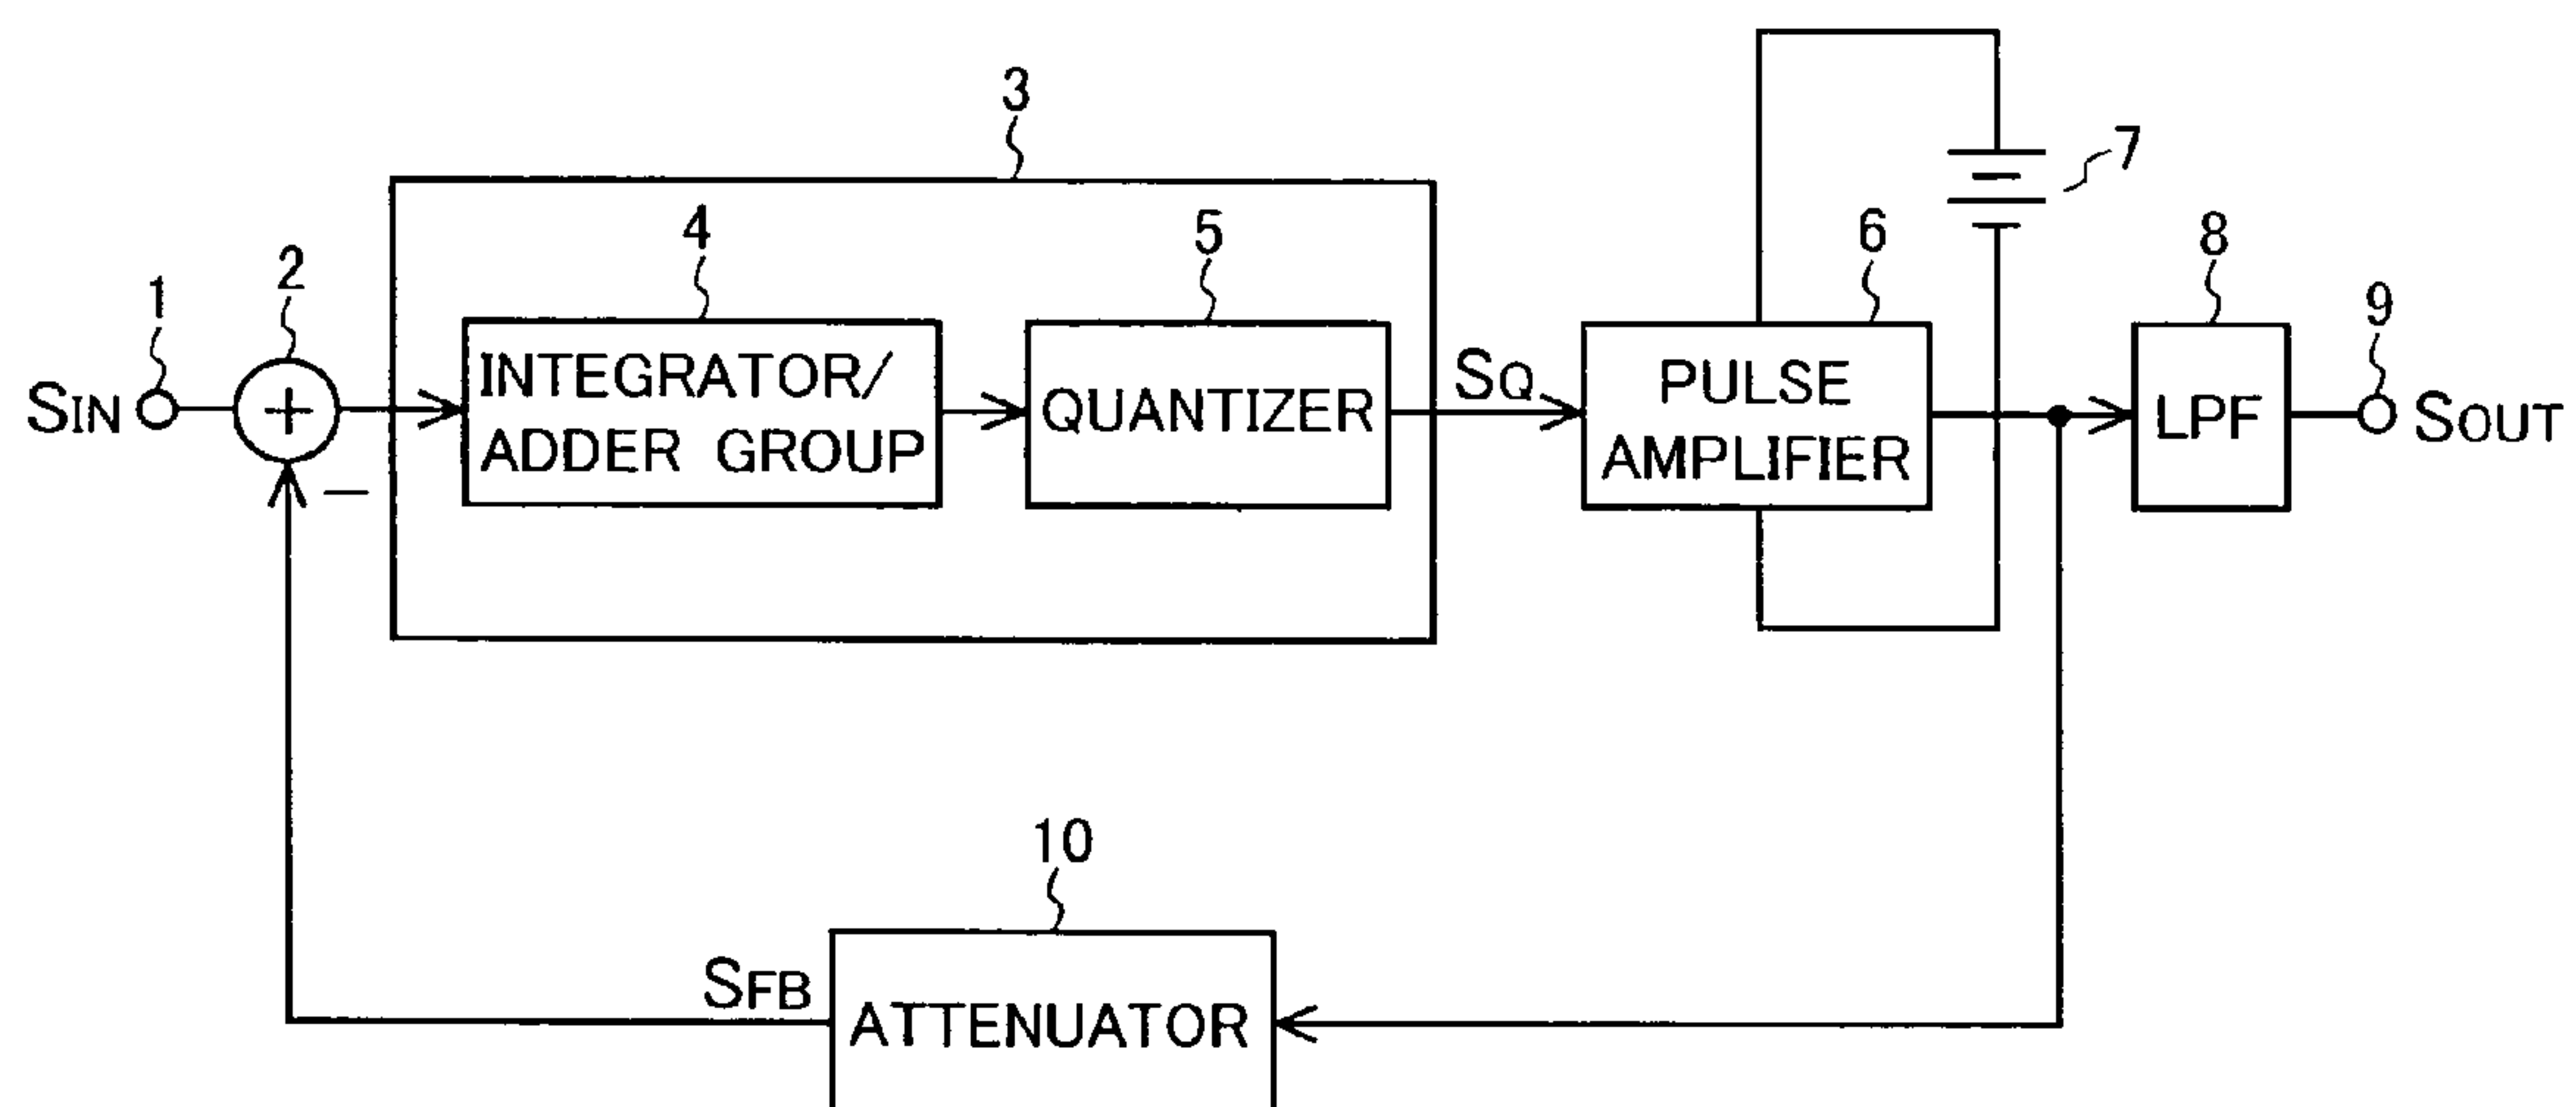 3
7
4
5
6
8
2
1
9
SIN
+
INTEGRATOR/
ADDER GROUP
QUANTIZER
SQ
PULSE
AMPLIFIER
LPF
SOUT
−
10
SFB
ATTENUATOR